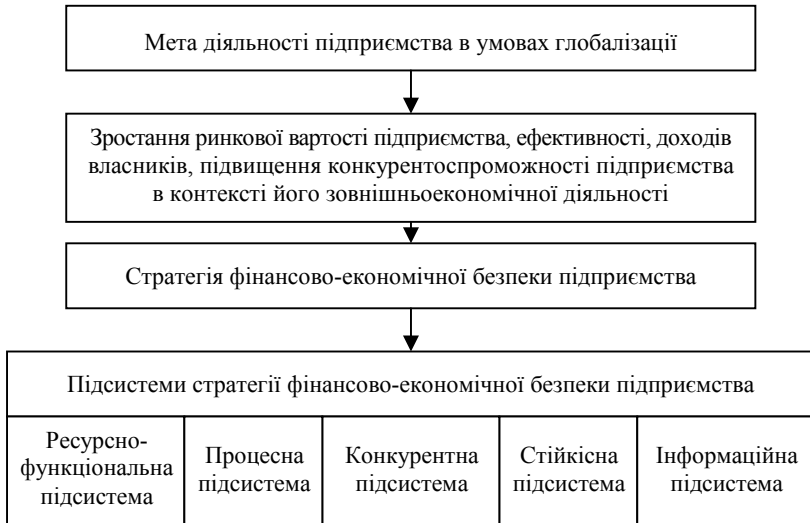 Мета діяльності підприємства в умовах глобалізації
Зростання ринкової вартості підприємства, ефективності, доходів
власників, підвищення конкурентоспроможності підприємства
в контексті його зовнішньоекономічної діяльності
Стратегія фінансово-економічної безпеки підприємства
Підсистеми стратегії фінансово-економічної безпеки підприємства
Ресурсно-
функціональна
підсистема
Процесна
підсистема
Конкурентна
підсистема
Стійкісна
підсистема
Інформаційна
підсистема